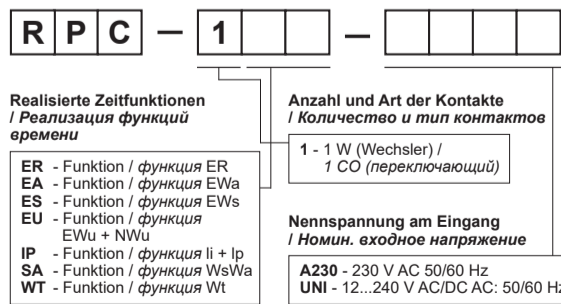 R P C – 1 –
Realisierte Zeitfunktionen
/ Реализация функций
времени
ER - Funktion / функция ER
EA - Funktion / функция EWa
ES - Funktion / функция EWs
EU - Funktion / функция
EWu + NWu
IP - Funktion / функция Ii + Ip
SA - Funktion / функция WsWa
WT - Funktion / функция Wt
Anzahl und Art der Kontakte
/ Количество и тип контактов
1 - 1 W (Wechsler) /
1 CO (переключающий)
Nennspannung am Eingang
/ Номин. входное напряжение
A230 - 230 V AC 50/60 Hz
UNI - 12...240 V AC/DC AC: 50/60 Hz